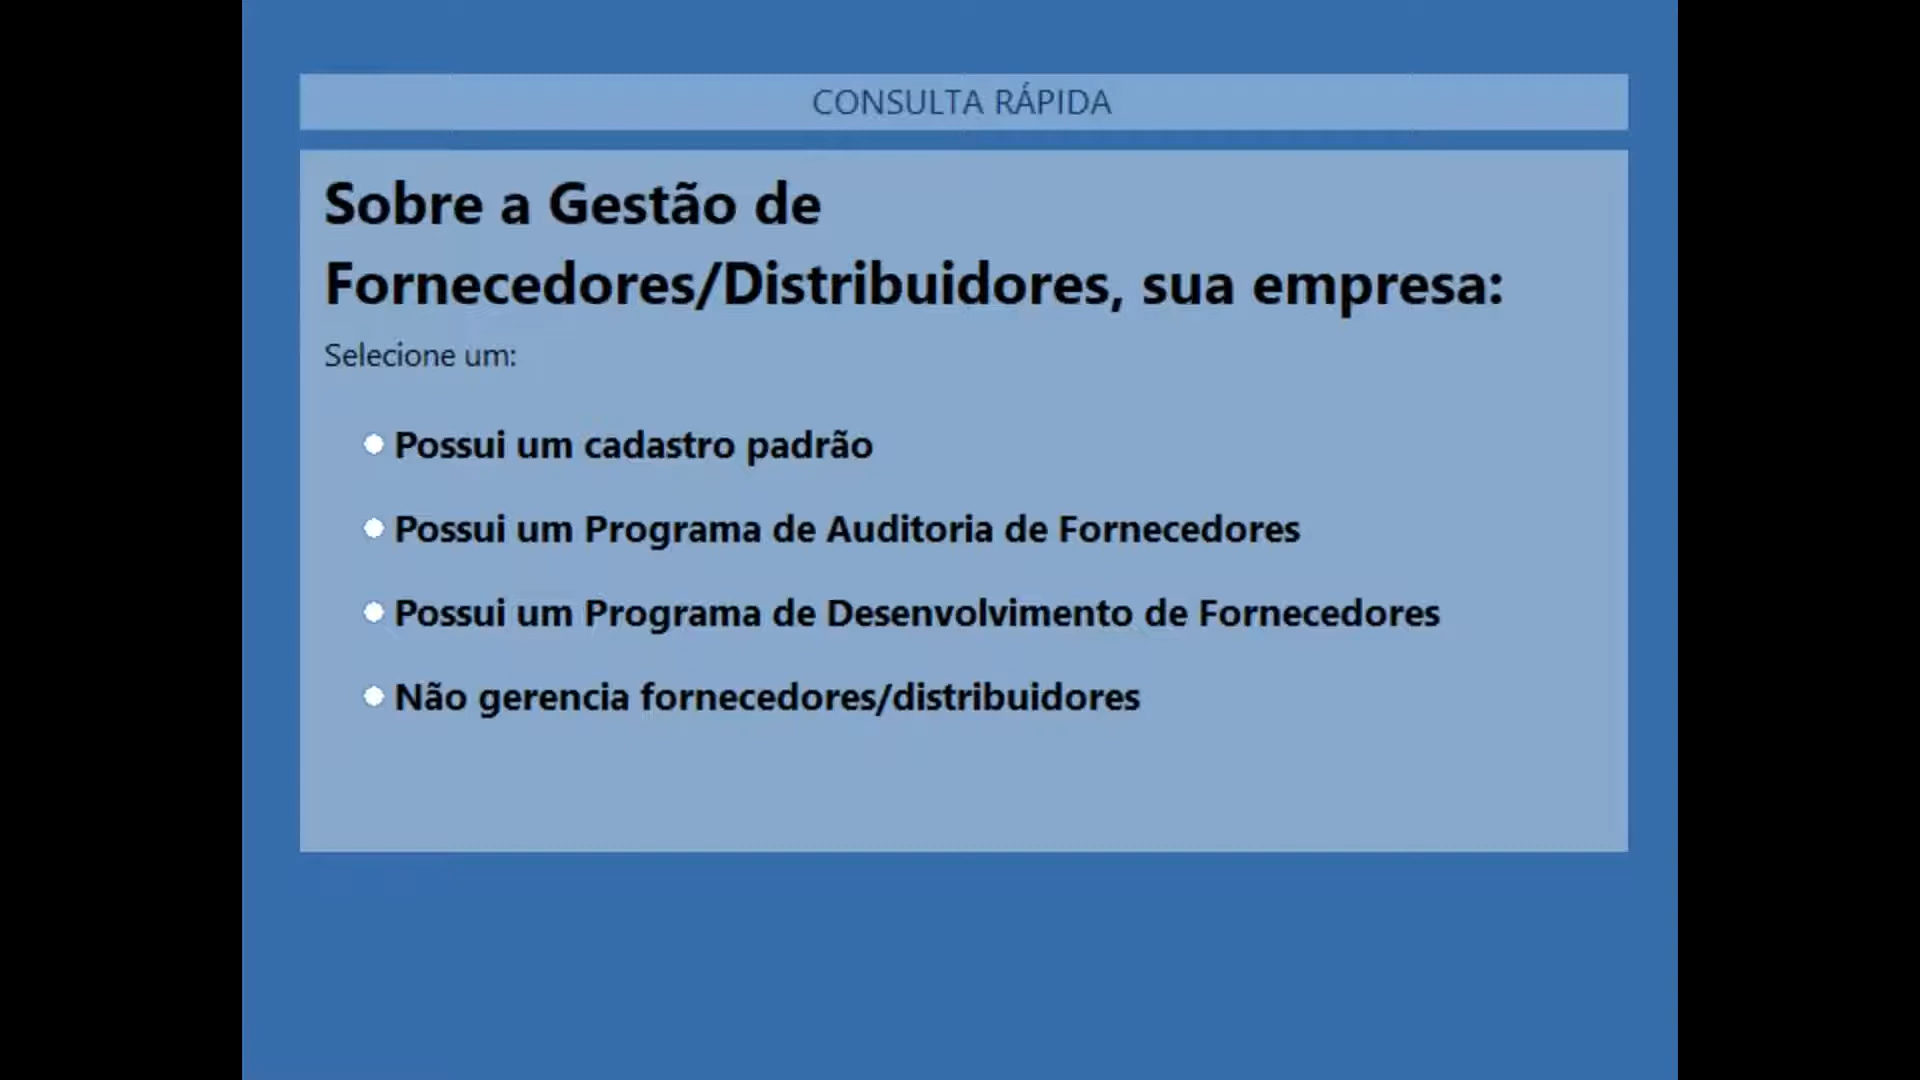 CONSULTA RÁPIDA
Sobre a Gestão de
Fornecedores/Distribuidores, sua empresa:
Selecione um:
Possui um cadastro padrão
Possui um Programa de Auditoria de Fornecedores
Possui um Programa de Desenvolvimento de Fornecedores
Não gerencia fornecedores/distribuidores